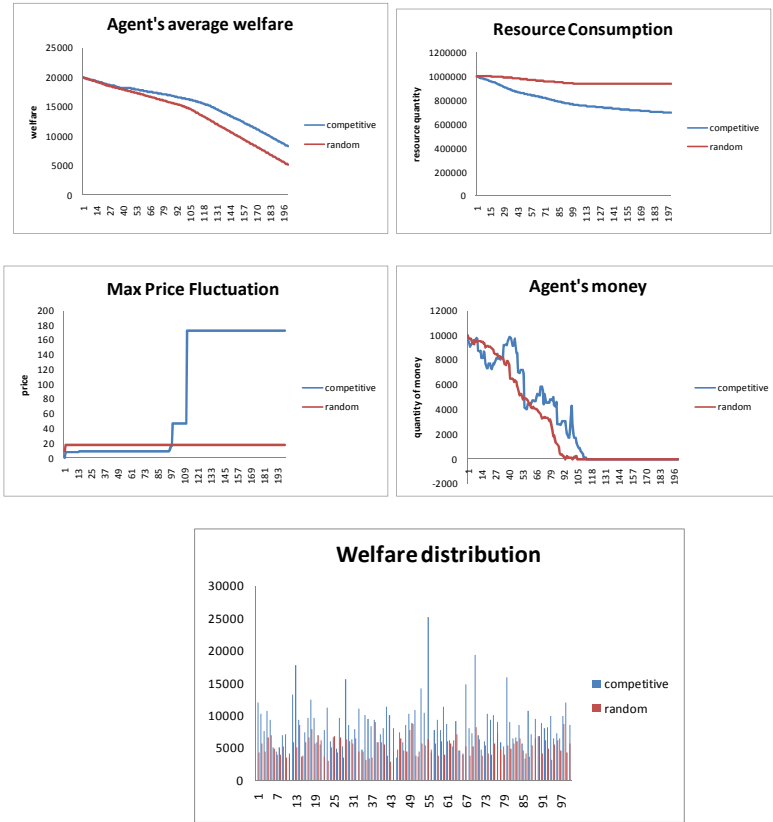 Agent's average welfare
25000
20000
15000
10000
5000
0
welfare
1 14 27 40 53 66 79 92 105 118 131 144 157 170 183 196
competitive
random
Resource Consumption
1200000
1000000
800000
600000
400000
200000
0
resource quantity
1 15 29 43 57 71 85 99 113 127 141 155 169 183 197
competitive
random
Max Price Fluctuation
200
180
160
140
120
100
80
60
40
20
0
price
1 13 25 37 49 61 73 85 97 109 121 133 145 157 169 181 193
competitive
random
Agent's money
12000
10000
8000
6000
4000
2000
0
-2000
quantity of money
1 14 27 40 53 66 79 92 105 118 131 144 157 170 183 196
competitive
random
Welfare distribution
30000
25000
20000
15000
10000
5000
0
1 7 13 19 25 31 37 43 49 55 61 67 73 79 85 91 97
competitive
random